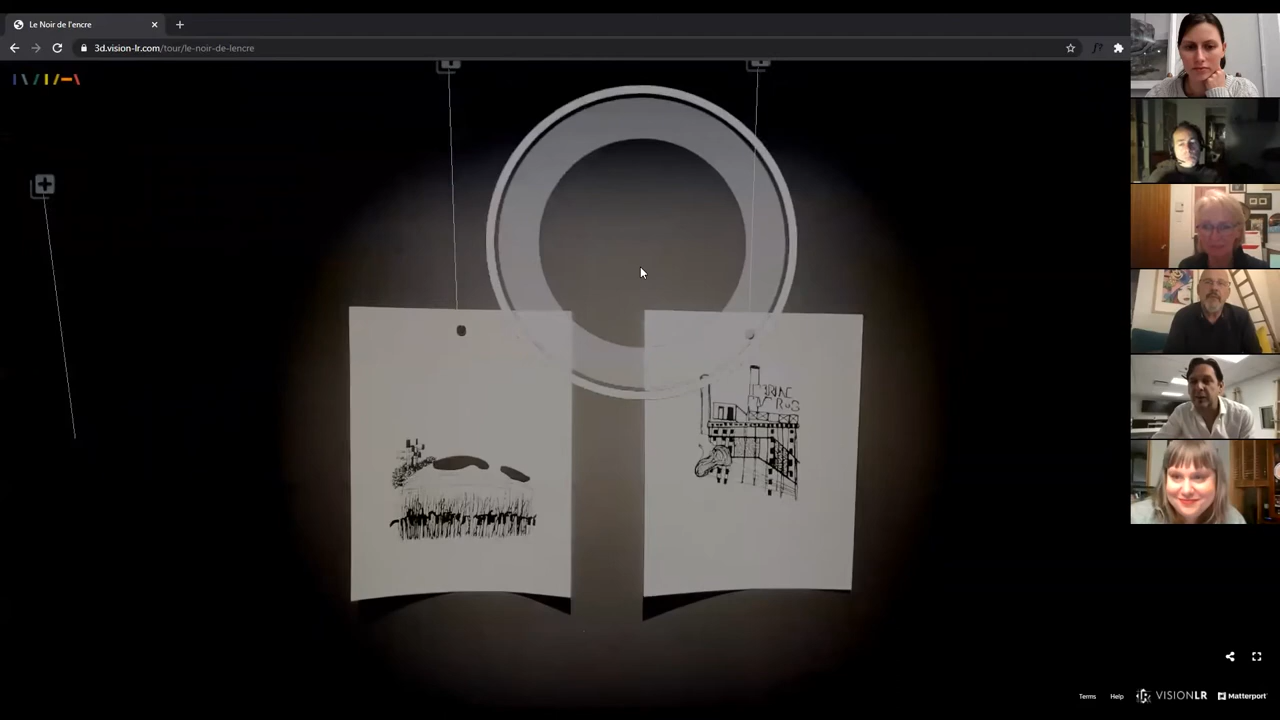 Le Noir de l'encre
3d.vision-lr.com/tour/le-noir-de-lencre
Terms
Help
VISIONLR
Matterport